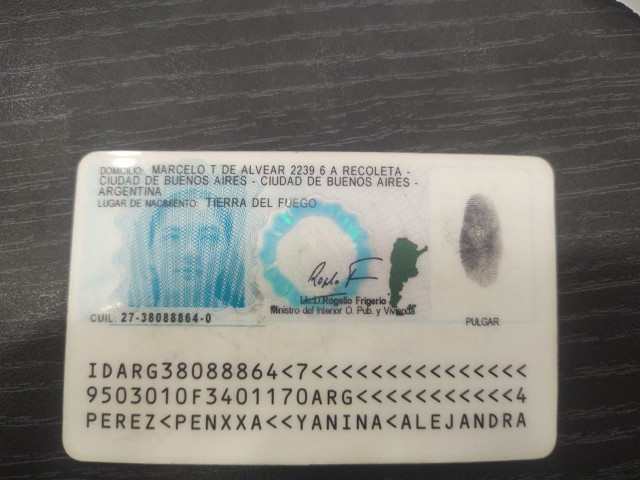 DOMICILIO: MARCELO T DE ALVEAR 2239 6 A RECOLETA -
CIUDAD DE BUENOS AIRES - CIUDAD DE BUENOS AIRES -
ARGENTINA
LUGAR DE NACIMIENTO: TIERRA DEL FUEGO
Lic.D.Rogelio Frigerio
Ministro del Interior O. Pub. y Vivienda
CUIL: 27-38088864-0
PULGAR
IDARG38088864<7<<<<<<<<<<<<<<<
9503010F3401170ARG<<<<<<<<<<<4
PEREZ<PENXXA<<YANINA<ALEJANDRA